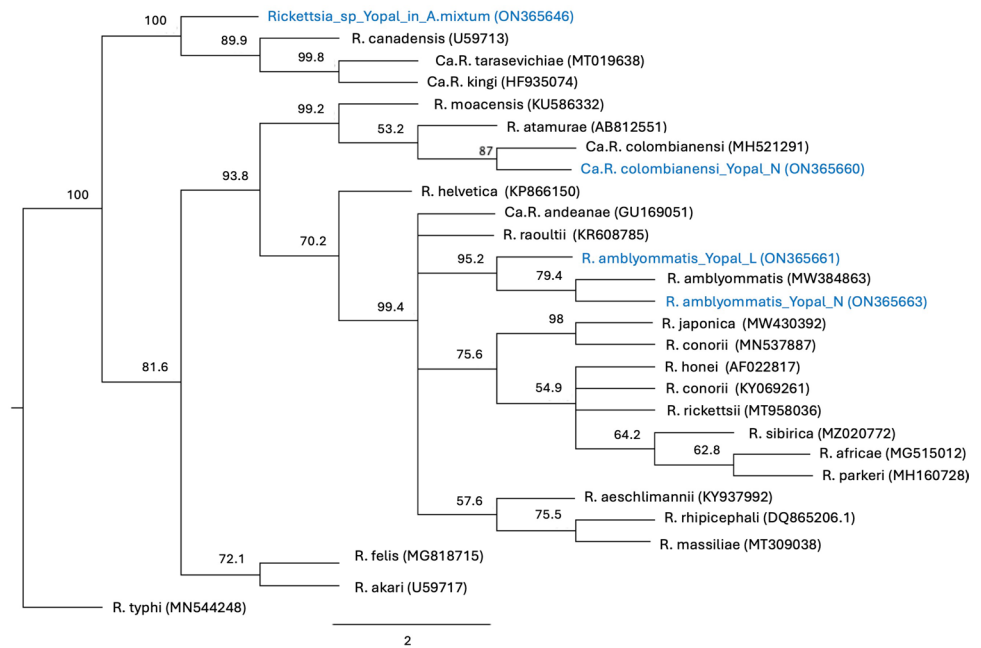 100
Rickettsia_sp_Yopal_in_A.mixtum (ON365646)
89.9
R. canadensis (U59713)
99.8
Ca.R. tarasevichiae (MT019638)
Ca.R. kingi (HF935074)
99.2
R. moacensis (KU586332)
53.2
R. atamurae (AB812551)
87
Ca.R. colombianensi (MH521291)
Ca.R. colombianensi_Yopal_N (ON365660)
93.8
100
R. helvetica (KP866150)
Ca.R. andeanae (GU169051)
70.2
R. raoultii (KR608785)
95.2
R. amblyommatis_Yopal_L (ON365661)
79.4
R. amblyommatis (MW384863)
R. amblyommatis_Yopal_N (ON365663)
99.4
98
R. japonica (MW430392)
R. conorii (MN537887)
75.6
R. honei (AF022817)
81.6
54.9
R. conorii (KY069261)
R. rickettsii (MT958036)
64.2
R. sibirica (MZ020772)
62.8
R. africae (MG515012)
R. parkeri (MH160728)
57.6
R. aeschlimannii (KY937992)
75.5
R. rhipicephali (DQ865206.1)
R. massiliae (MT309038)
72.1
R. felis (MG818715)
R. akari (U59717)
R. typhi (MN544248)
2